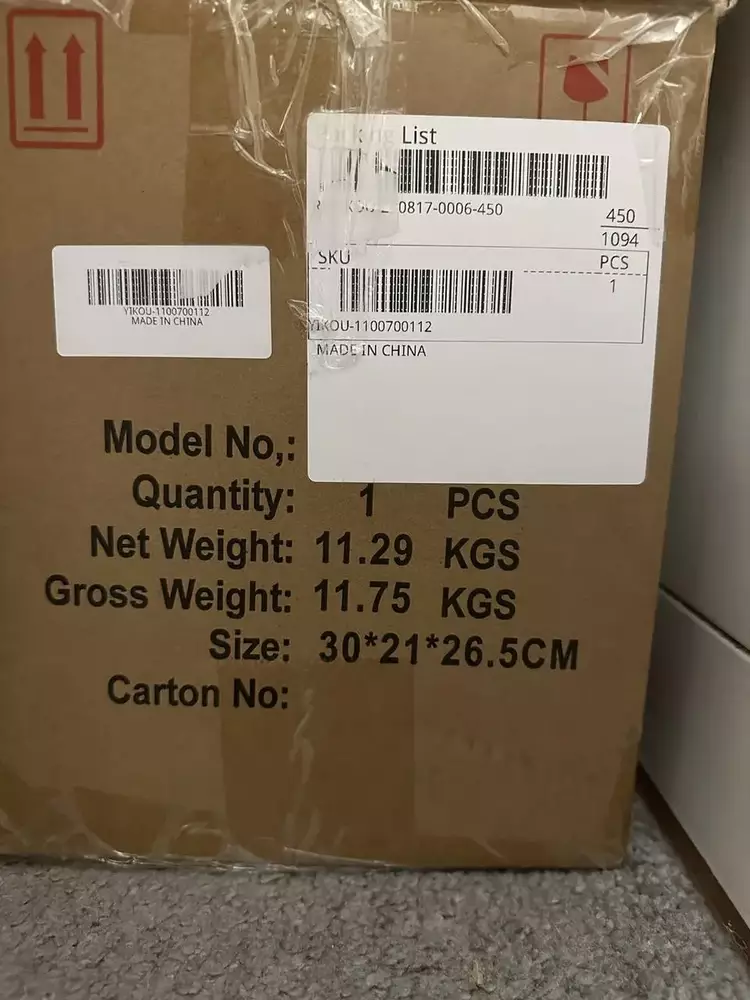 List
0817-0006-450
450
1094
SKU
PCS
1
YIKOU-1100700112
MADE IN CHINA
YIKOU-1100700112
MADE IN CHINA
Model No,:
Quantity: 1 PCS
Net Weight: 11.29 KGS
Gross Weight: 11.75 KGS
Size: 30*21*26.5CM
Carton No: